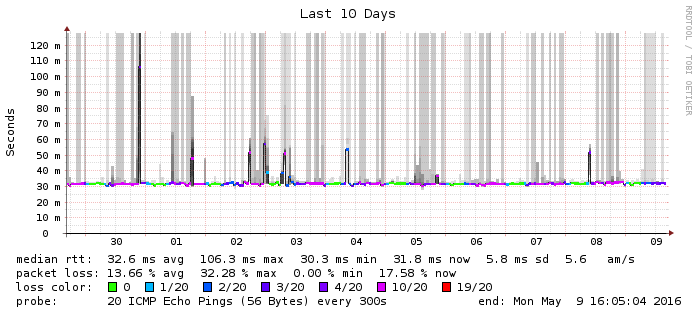 Last 10 Days
RRDTOOL / TOBI OETIKER
Seconds
120 m
110 m
100 m
90 m
80 m
70 m
60 m
50 m
40 m
30 m
20 m
10 m
0
30 01 02 03 04 05 06 07 08 09
median rtt: 32.6 ms avg 106.3 ms max 30.3 ms min 31.8 ms now 5.8 ms sd 5.6 am/s
packet loss: 13.66 % avg 32.28 % max 0.00 % min 17.58 % now
loss color: 0 1/20 2/20 3/20 4/20 10/20 19/20
probe: 20 ICMP Echo Pings (56 Bytes) every 300s end: Mon May 9 16:05:04 2016